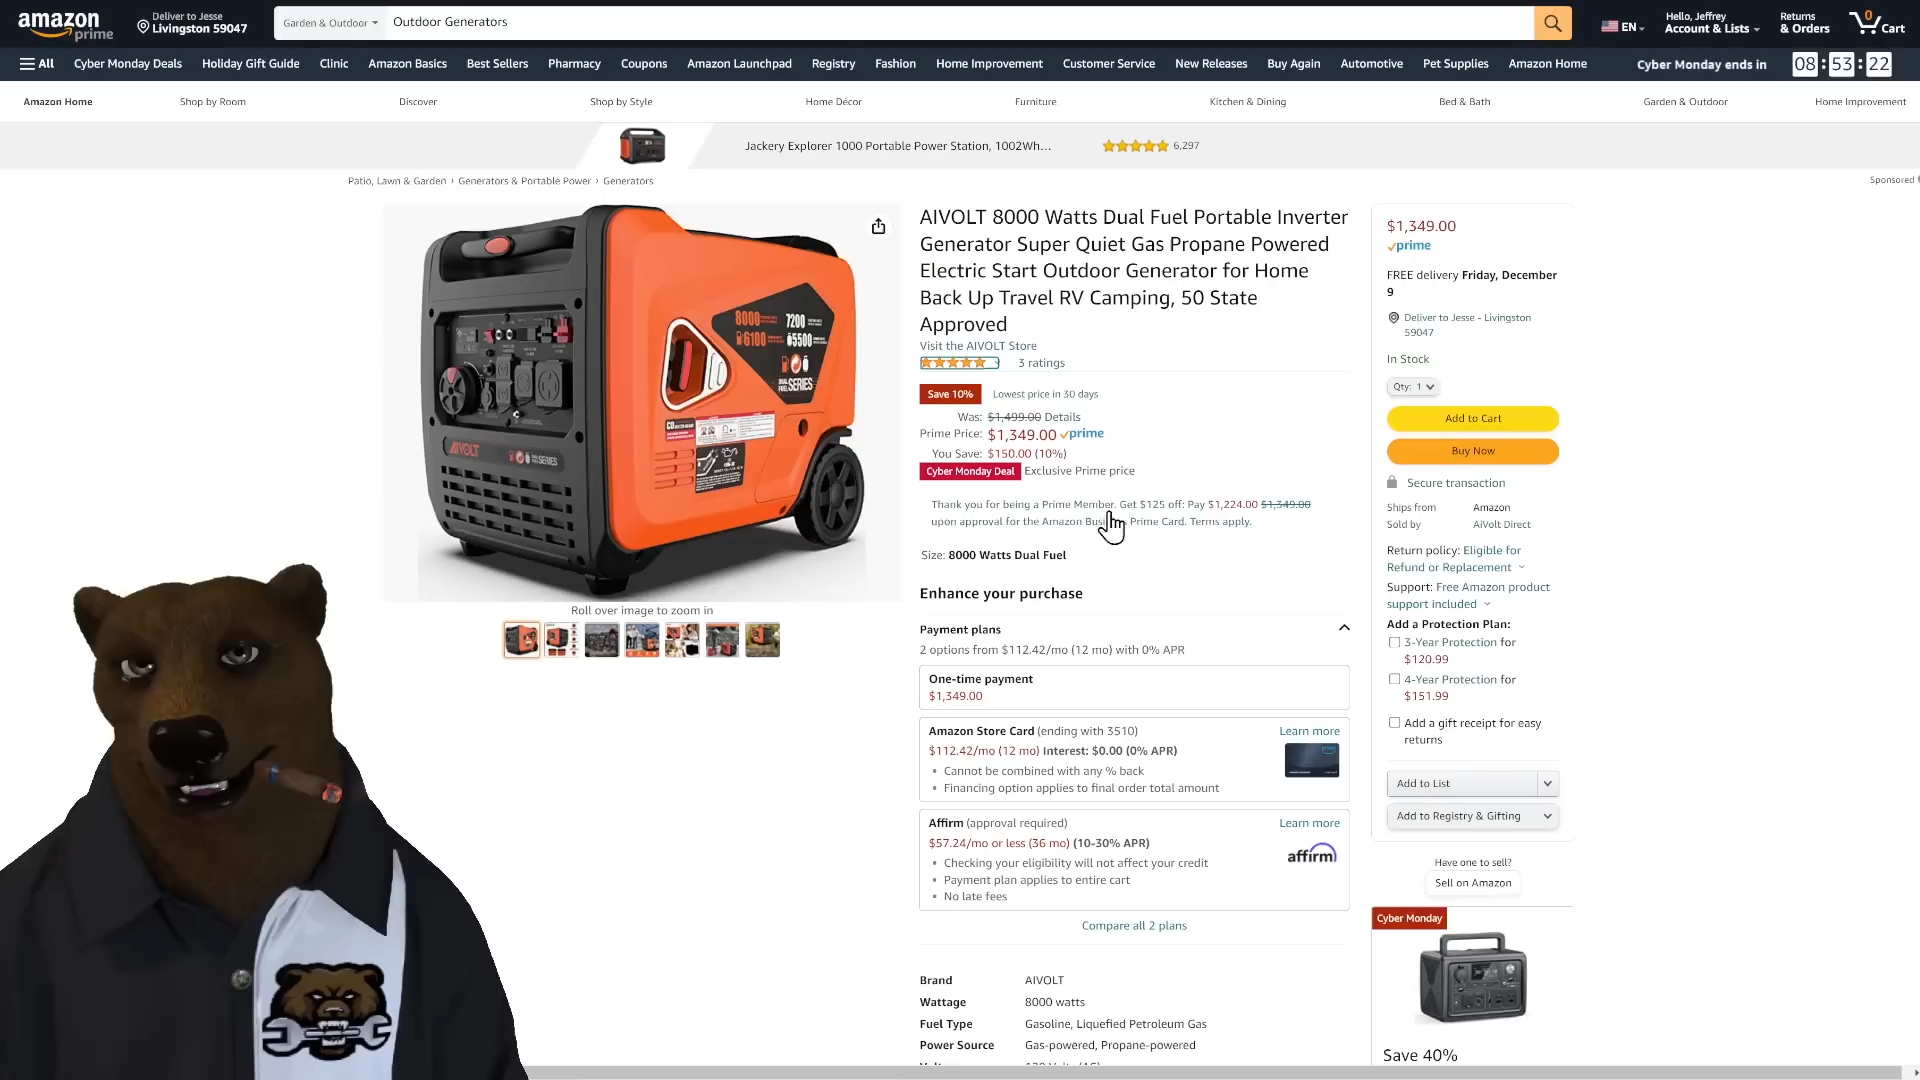 amazon
prime
Deliver to Jesse
Livingston 59047
Garden & Outdoor
Outdoor Generators
EN
Hello, Jeffrey
Account & Lists
Returns
& Orders
0
Cart
All
Cyber Monday Deals
Holiday Gift Guide
Clinic
Amazon Basics
Best Sellers
Pharmacy
Coupons
Amazon Launchpad
Registry
Fashion
Home Improvement
Customer Service
New Releases
Buy Again
Automotive
Pet Supplies
Amazon Home
Cyber Monday ends in
08 : 53 : 22
Amazon Home
Shop by Room
Discover
Shop by Style
Home Décor
Furniture
Kitchen & Dining
Bed & Bath
Garden & Outdoor
Home Improvement
Jackery Explorer 1000 Portable Power Station, 1002Wh...
6,297
Patio, Lawn & Garden › Generators & Portable Power › Generators
Sponsored
8000
7200
6100
5500
DUAL FUEL SERIES
AIVOLT
SERIES
Roll over image to zoom in
AIVOLT 8000 Watts Dual Fuel Portable Inverter
Generator Super Quiet Gas Propane Powered
Electric Start Outdoor Generator for Home
Back Up Travel RV Camping, 50 State
Approved
Visit the AIVOLT Store
3 ratings
Save 10%
Lowest price in 30 days
Was: $1,499.00 Details
Prime Price: $1,349.00 prime
You Save: $150.00 (10%)
Cyber Monday Deal Exclusive Prime price
Thank you for being a Prime Member. Get $125 off: Pay $1,224.00 $1,349.00
upon approval for the Amazon Prime Card. Terms apply.
Size: 8000 Watts Dual Fuel
Enhance your purchase
Payment plans
2 options from $112.42/mo (12 mo) with 0% APR
One-time payment
$1,349.00
Amazon Store Card (ending with 3510)
Learn more
$112.42/mo (12 mo) Interest: $0.00 (0% APR)
• Cannot be combined with any % back
• Financing option applies to final order total amount
Affirm (approval required)
Learn more
$57.24/mo or less (36 mo) (10-30% APR)
affirm
• Checking your eligibility will not affect your credit
• Payment plan applies to entire cart
• No late fees
Compare all 2 plans
Brand AIVOLT
Wattage 8000 watts
Fuel Type Gasoline, Liquefied Petroleum Gas
Power Source Gas-powered, Propane-powered
$1,349.00
prime
FREE delivery Friday, December
9
Deliver to Jesse - Livingston
59047
In Stock
Qty: 1
Add to Cart
Buy Now
Secure transaction
Ships from Amazon
Sold by AiVolt Direct
Return policy: Eligible for
Refund or Replacement
Support: Free Amazon product
support included
Add a Protection Plan:
3-Year Protection for
$120.99
4-Year Protection for
$151.99
Add a gift receipt for easy
returns
Add to List
Add to Registry & Gifting
Have one to sell?
Sell on Amazon
Cyber Monday
Save 40%